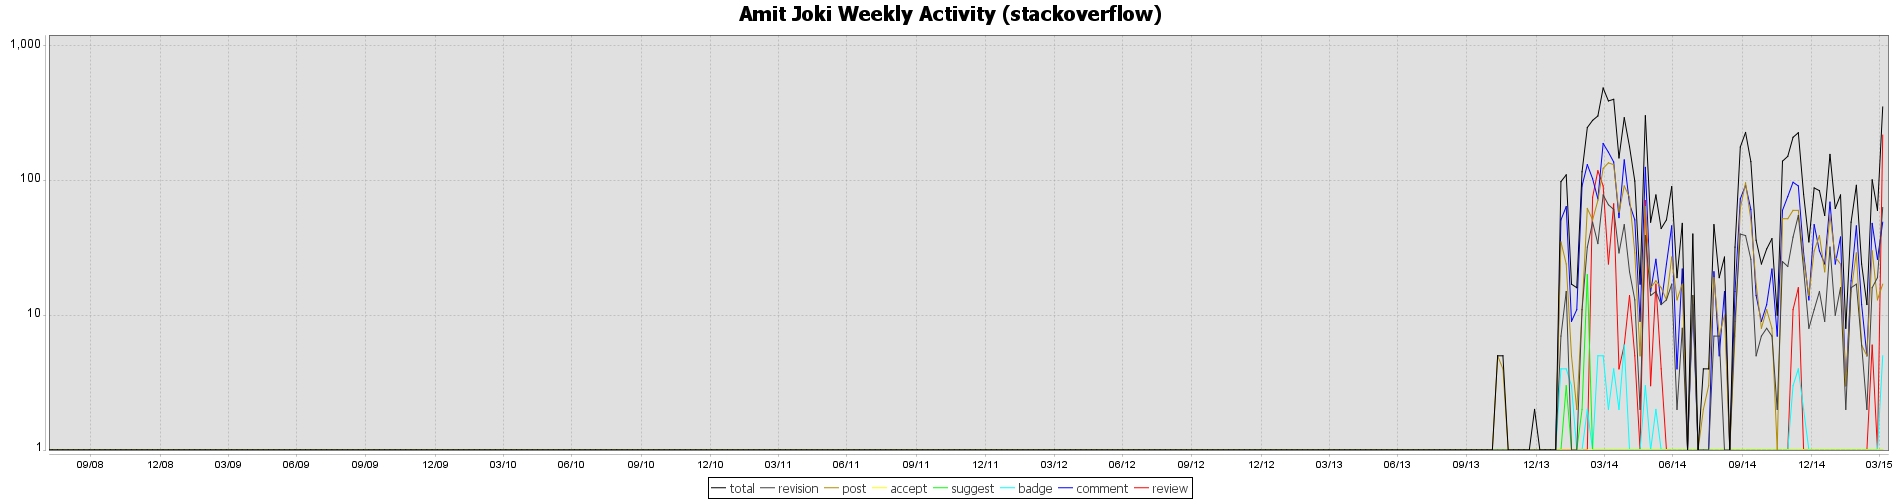 Amit Joki Weekly Activity (stackoverflow)
1,000
100
10
1
09/08 12/08 03/09 06/09 09/09 12/09 03/10 06/10 09/10 12/10 03/11 06/11 09/11 12/11 03/12 06/12 09/12 12/12 03/13 06/13 09/13 12/13 03/14 06/14 09/14 12/14 03/15
total revision post accept suggest badge comment review